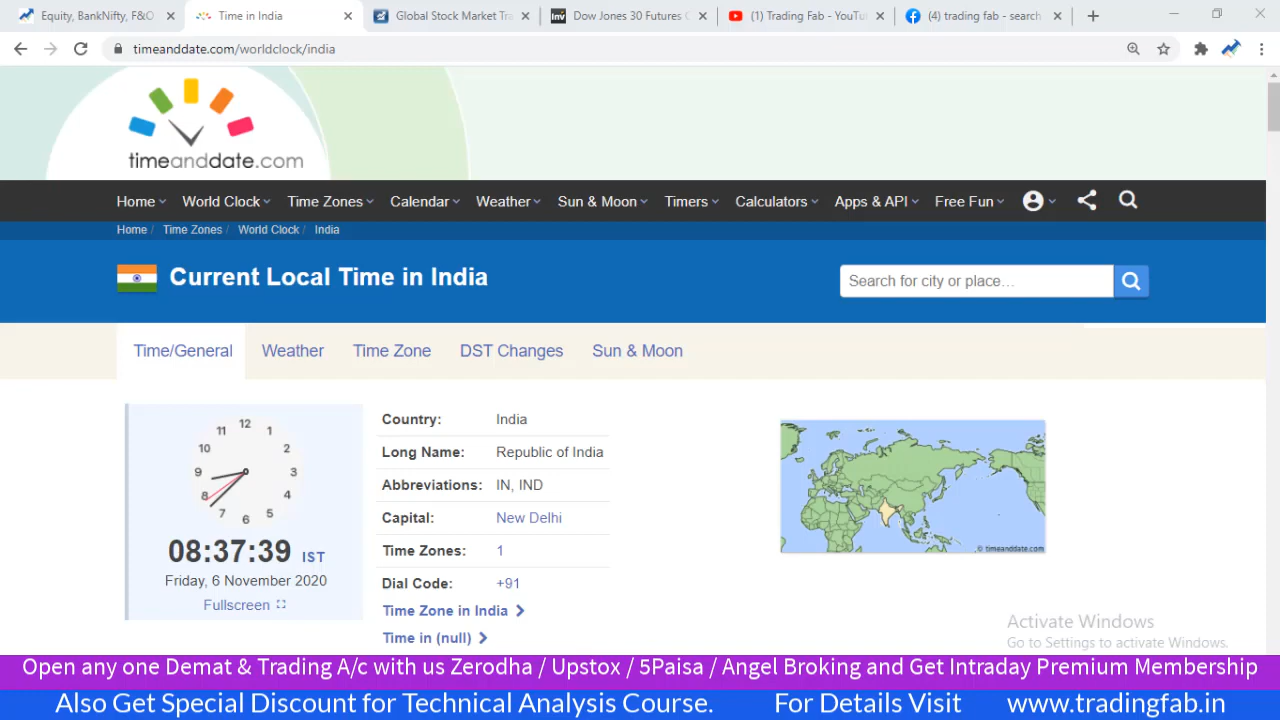 Equity, BankNifty, F&O
Time in India
Global Stock Market Tra
Dow Jones 30 Futures C
(1) Trading Fab - YouTu
(4) trading fab - search
timeanddate.com/worldclock/india
timeanddate.com
Home World Clock Time Zones Calendar Weather Sun & Moon Timers Calculators Apps & API Free Fun
Home / Time Zones / World Clock / India
Current Local Time in India
Search for city or place...
Time/General Weather Time Zone DST Changes Sun & Moon
12 1 2 3 4 5 6 7 8 9 10 11
08:37:39 IST
Friday, 6 November 2020
Fullscreen
Country: India
Long Name: Republic of India
Abbreviations: IN, IND
Capital: New Delhi
Time Zones: 1
Dial Code: +91
Time Zone in India
Time in (null)
© timeanddate.com
Activate Windows
Go to Settings to activate Windows.
Open any one Demat & Trading A/c with us Zerodha / Upstox / 5Paisa / Angel Broking and Get Intraday Premium Membership
Also Get Special Discount for Technical Analysis Course. For Details Visit www.tradingfab.in